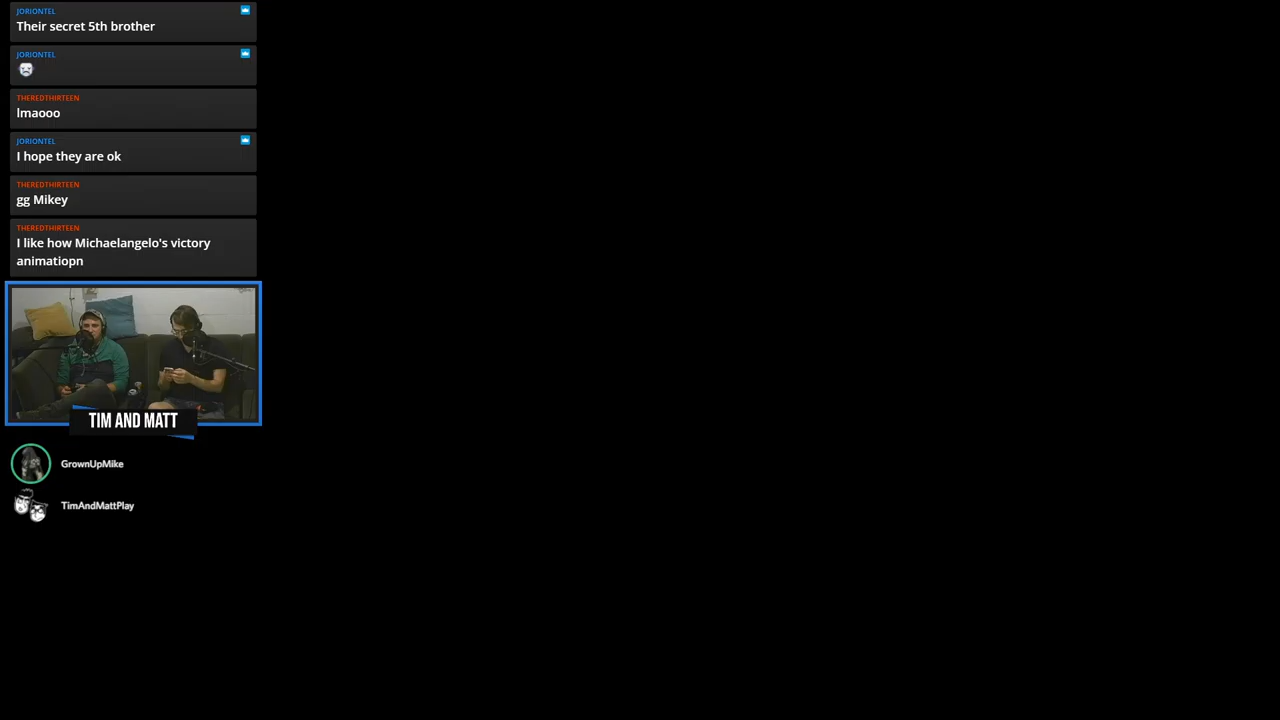 JORIONTEL
Their secret 5th brother
JORIONTEL
THEREDTHIRTEEN
lmaooo
JORIONTEL
I hope they are ok
THEREDTHIRTEEN
gg Mikey
THEREDTHIRTEEN
I like how Michaelangelo's victory
animatiopn
TIM AND MATT
GrownUpMike
TimAndMattPlay